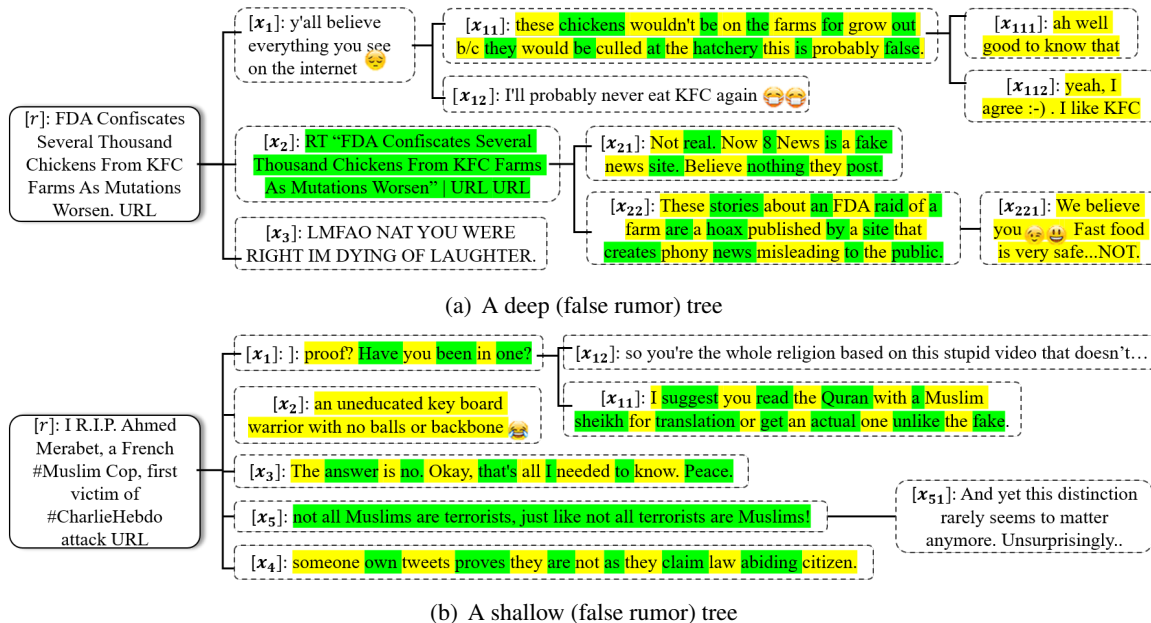 [x₁]: y'all believe
everything you see
on the internet 😔
[x₁₁]: these chickens wouldn't be on the farms for grow out
b/c they would be culled at the hatchery this is probably false.
[x₁₁₁]: ah well
good to know that
[x₁₂]: I'll probably never eat KFC again 😷😷
[x₁₁₂]: yeah, I
agree :-) . I like KFC
[r]: FDA Confiscates
Several Thousand
Chickens From KFC
Farms As Mutations
Worsen. URL
[x₂]: RT “FDA Confiscates Several
Thousand Chickens From KFC Farms
As Mutations Worsen” | URL URL
[x₂₁]: Not real. Now 8 News is a fake
news site. Believe nothing they post.
[x₂₂]: These stories about an FDA raid of a
farm are a hoax published by a site that
creates phony news misleading to the public.
[x₂₂₁]: We believe
you 😉😃 Fast food
is very safe...NOT.
[x₃]: LMFAO NAT YOU WERE
RIGHT IM DYING OF LAUGHTER.
(a) A deep (false rumor) tree
[x₁]: ]: proof? Have you been in one?
[x₁₂]: so you're the whole religion based on this stupid video that doesn't…
[x₁₁]: I suggest you read the Quran with a Muslim
sheikh for translation or get an actual one unlike the fake.
[x₂]: an uneducated key board
warrior with no balls or backbone 😂
[r]: I R.I.P. Ahmed
Merabet, a French
#Muslim Cop, first
victim of
#CharlieHebdo
attack URL
[x₃]: The answer is no. Okay, that's all I needed to know. Peace.
[x₅]: not all Muslims are terrorists, just like not all terrorists are Muslims!
[x₅₁]: And yet this distinction
rarely seems to matter
anymore. Unsurprisingly..
[x₄]: someone own tweets proves they are not as they claim law abiding citizen.
(b) A shallow (false rumor) tree